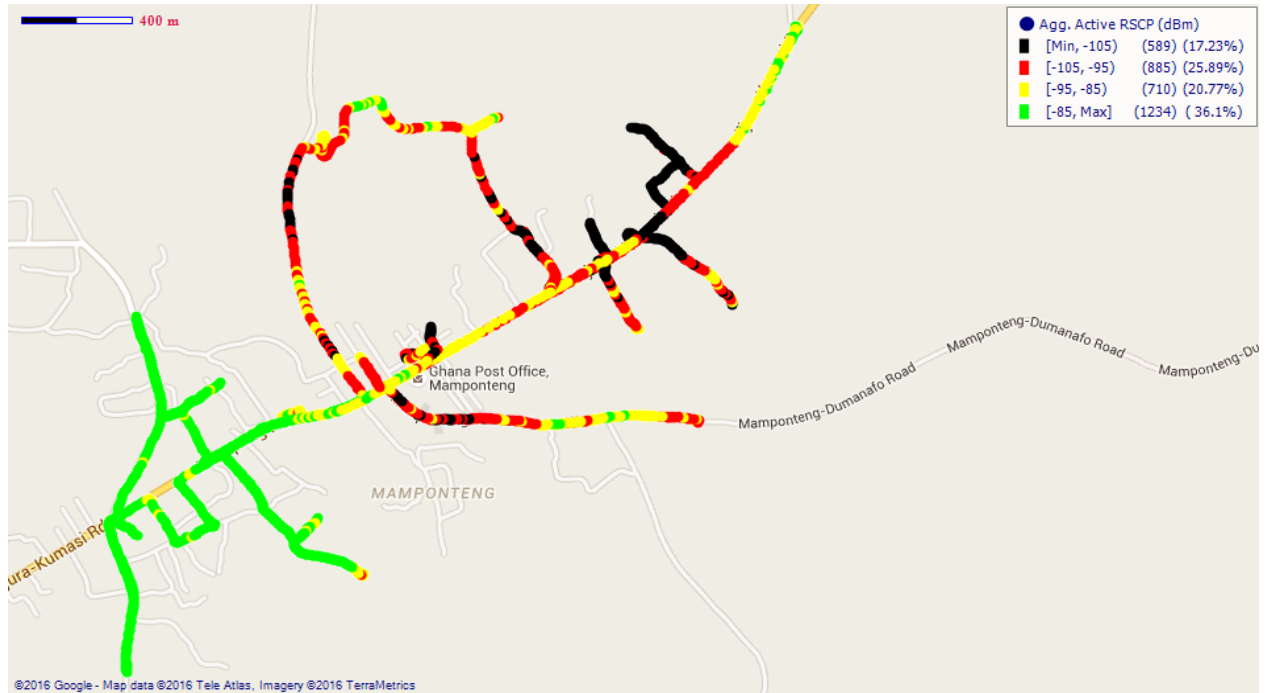 400 m
Agg. Active RSCP (dBm)
[Min, -105) (589) (17.23%)
[-105, -95) (885) (25.89%)
[-95, -85) (710) (20.77%)
[-85, Max] (1234) ( 36.1%)
Mamponteng-Dumanafo Road
Mamponteng-Du
Ghana Post Office,
Mamponteng
Mamponteng-Dumanafo Road
MAMPONTENG
ura-Kumasi Rd
©2016 Google - Map data ©2016 Tele Atlas, Imagery ©2016 TerraMetrics